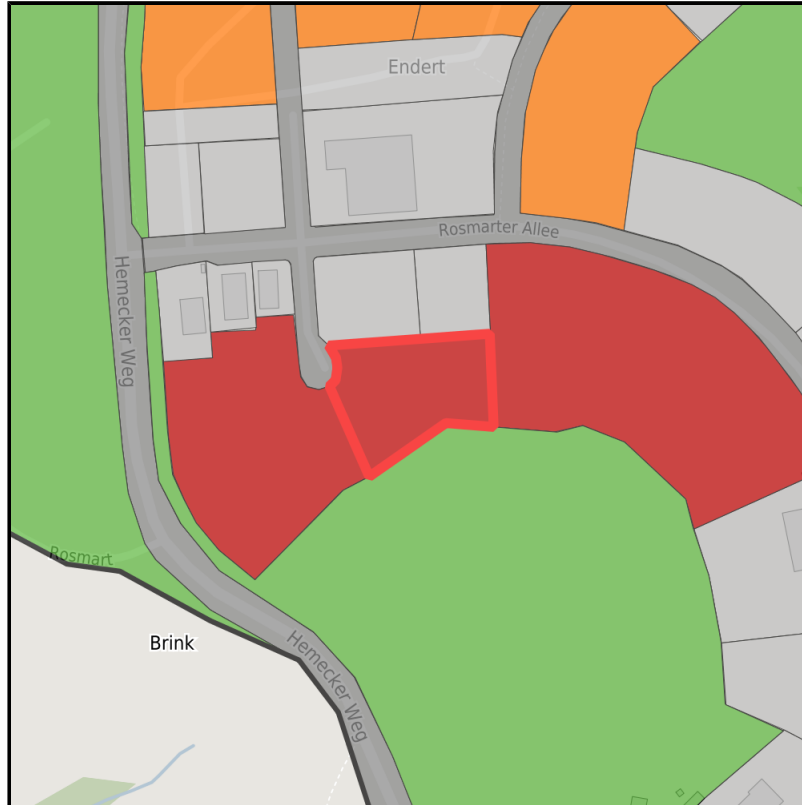 Endert
Rosmarter Allee
Hemecker Weg
Rosmart
Brink
Hemecker Weg